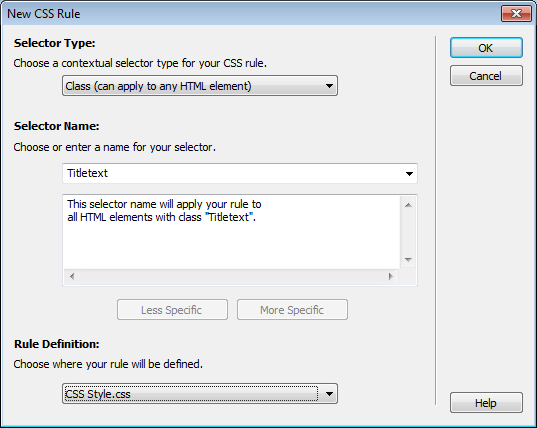 New CSS Rule
Selector Type:
Choose a contextual selector type for your CSS rule.
Class (can apply to any HTML element)
Selector Name:
Choose or enter a name for your selector.
Titletext
This selector name will apply your rule to
all HTML elements with class "Titletext".
Less Specific
More Specific
Rule Definition:
Choose where your rule will be defined.
CSS Style.css
OK
Cancel
Help